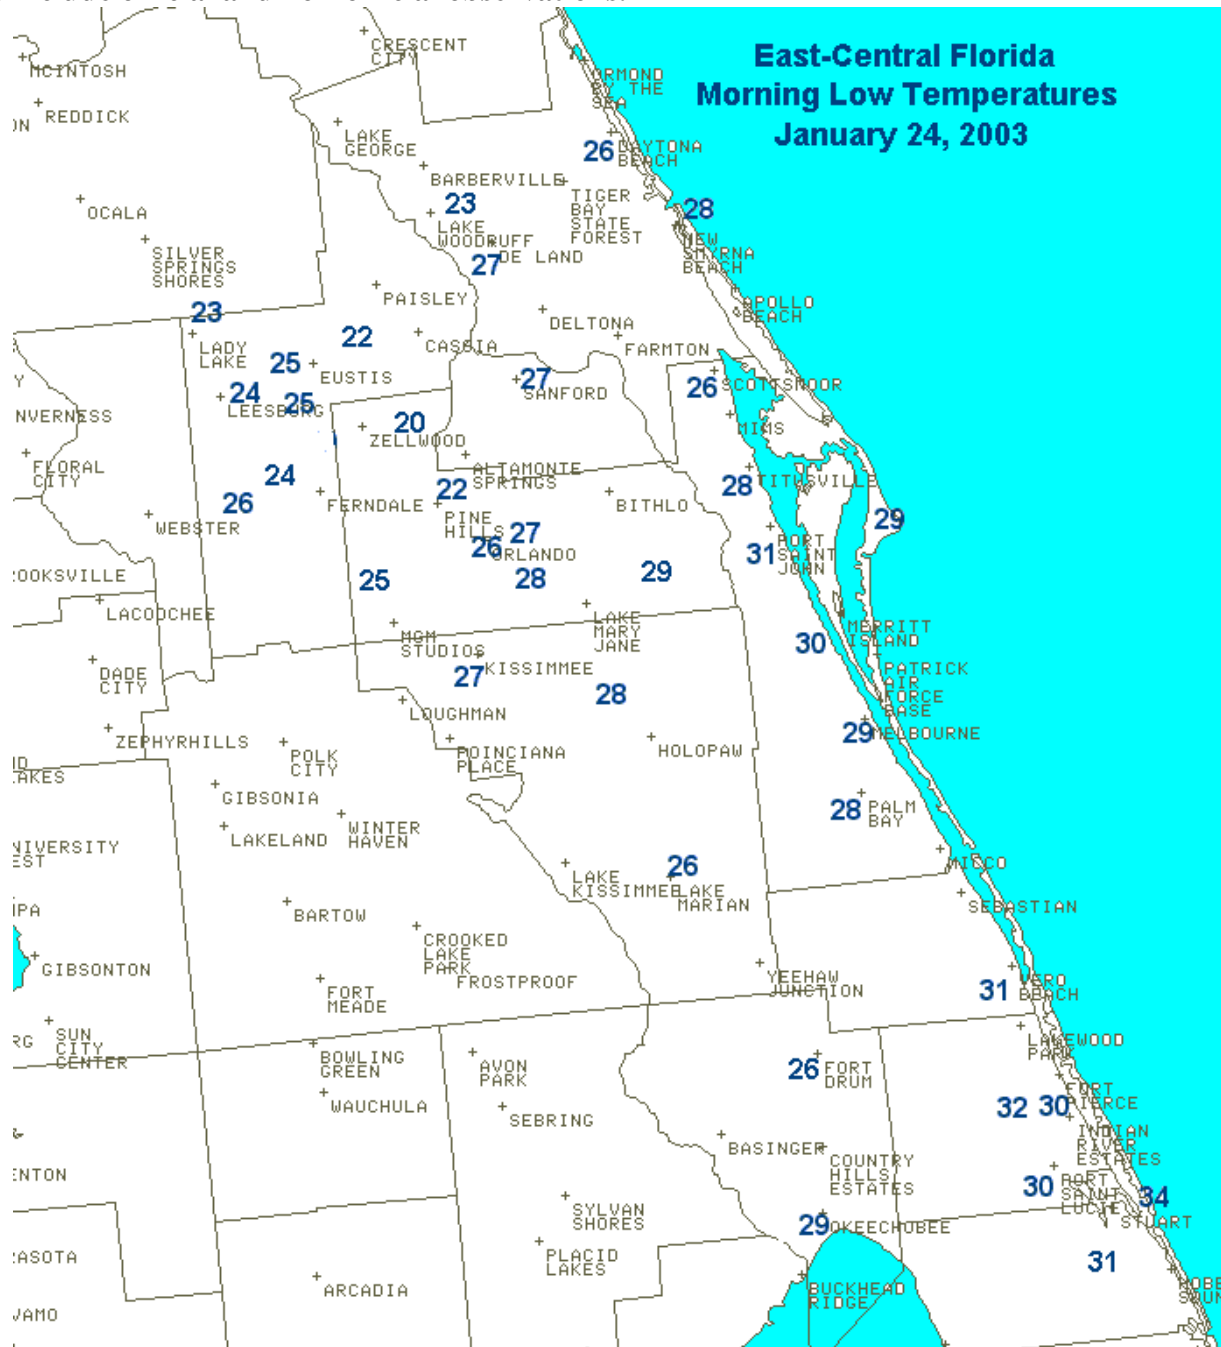 East-Central Florida
Morning Low Temperatures
January 24, 2003
CRESCENT
CITY
MCINTOSH
ORMOND
BY THE
SEA
REDDICK
LAKE
GEORGE
26
DAYTONA
BEACH
BARBERVILLE
23
TIGER
BAY
STATE
FOREST
28
OCALA
LAKE
WOODRUFF
NEW
SMYRNA
BEACH
SILVER
SPRINGS
SHORES
DE LAND
27
PAISLEY
APOLLO
BEACH
23
DELTONA
22
CASSIA
FARMTON
LADY
LAKE
25
EUSTIS
27
SANFORD
26
SCOTTSMOOR
24
25
LEESBURG
INVERNESS
20
ZELLWOOD
MIMS
FLORAL
CITY
ALTAMONTE
SPRINGS
24
22
28
TITUSVILLE
26
FERNDALE
BITHLO
WEBSTER
PINE
HILLS
27
29
26
ORLANDO
31
PORT
SAINT
JOHN
25
28
29
LACOOCHEE
LAKE
MARY
JANE
MERRITT
ISLAND
30
MGM
STUDIOS
KISSIMMEE
27
28
PATRICK
AIR
FORCE
BASE
DADE
CITY
LOUGHMAN
29
MELBOURNE
ZEPHYRHILLS
POLK
CITY
POINCIANA
PLACE
HOLOPAW
GIBSONIA
28
PALM
BAY
LAKELAND
WINTER
HAVEN
26
MICCO
LAKE
KISSIMMEE
LAKE
MARIAN
BARTOW
SEBASTIAN
CROOKED
LAKE
PARK
GIBSONTON
FROSTPROOF
YEEHAW
JUNCTION
31
VERO
BEACH
FORT
MEADE
SUN
CITY
CENTER
LAKEWOOD
PARK
BOWLING
GREEN
AVON
PARK
26
FORT
DRUM
WAUCHULA
32
30
FORT
PIERCE
SEBRING
INDIAN
RIVER
ESTATES
BASINGER
COUNTRY
HILLS
ESTATES
30
PORT
SAINT
LUCIE
34
STUART
SYLVAN
SHORES
29
OKEECHOBEE
PLACID
LAKES
31
ARCADIA
BUCKHEAD
RIDGE